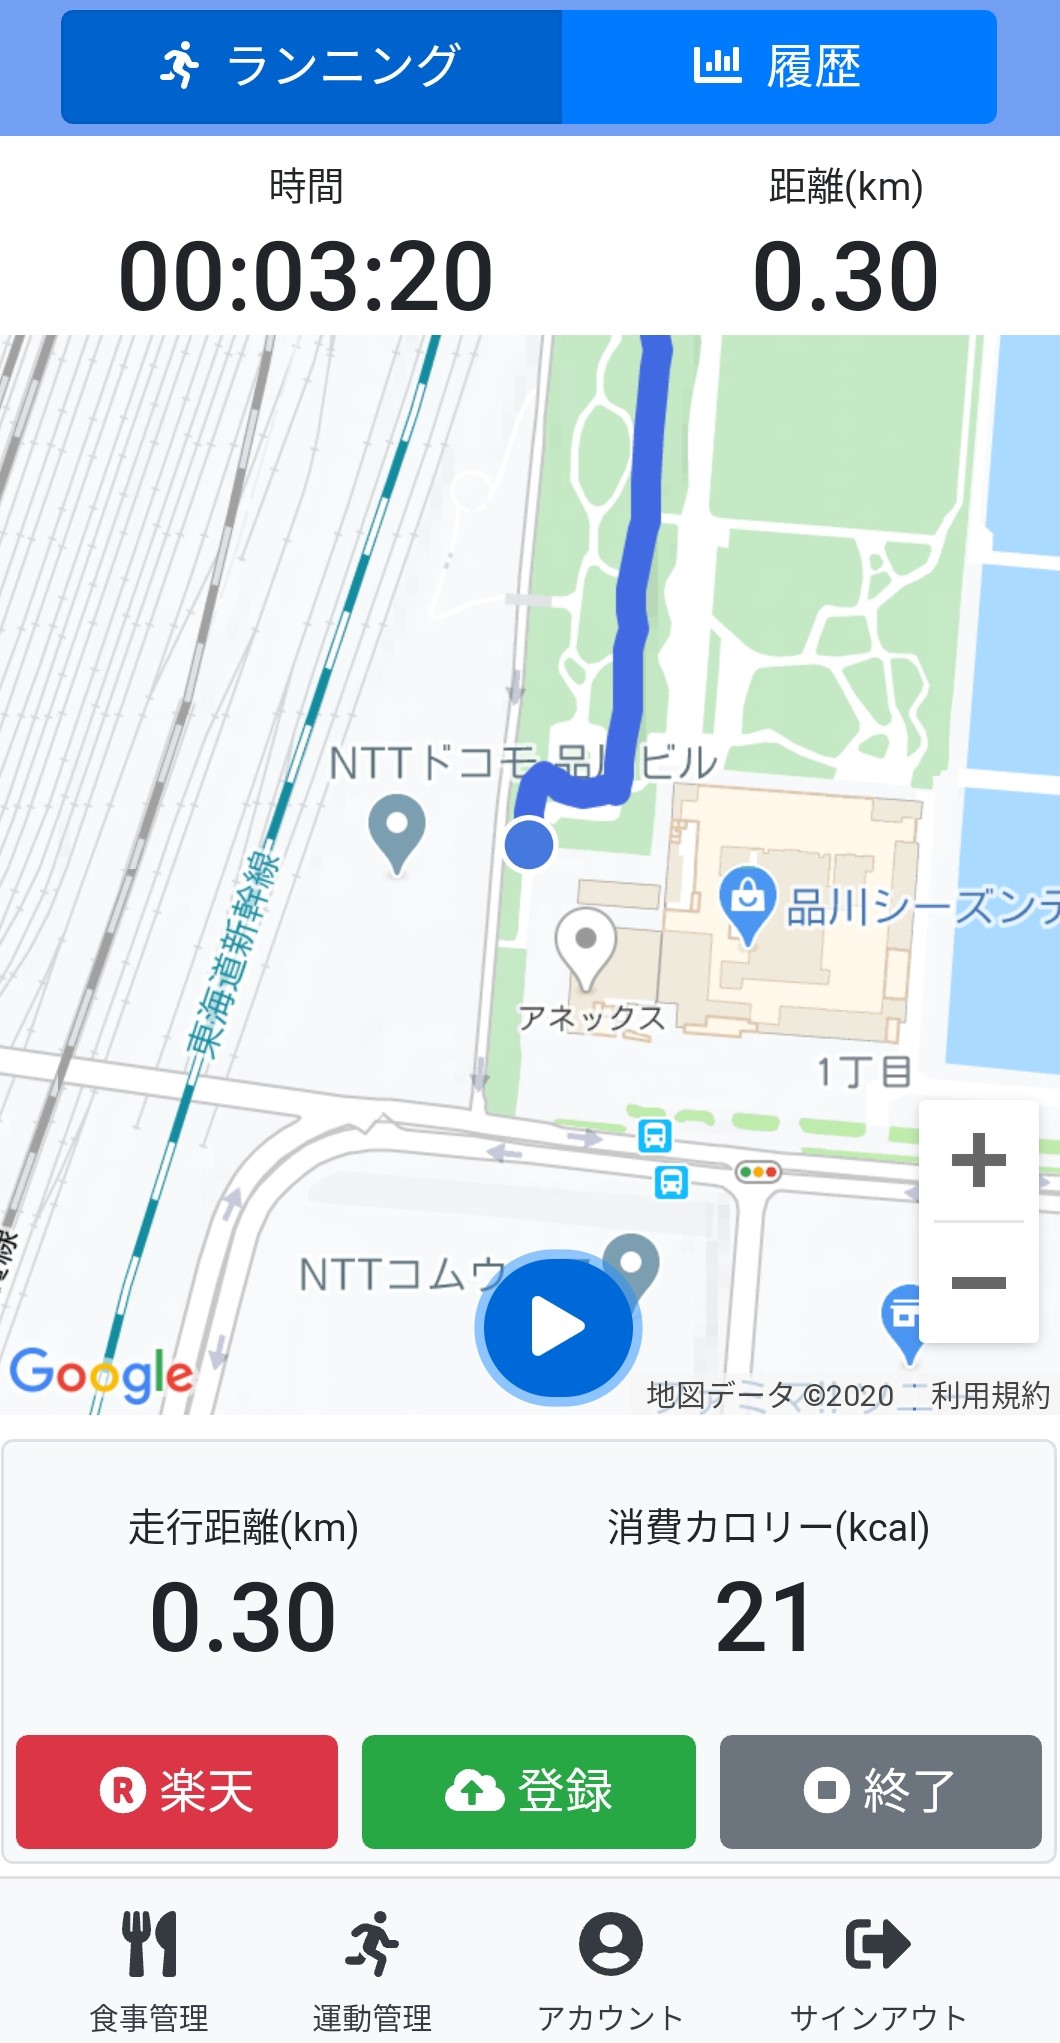 ランニング
履歴
時間
距離(km)
00:03:20
0.30
NTTドコモ 品川ビル
東海道新幹線
品川シーズンテ
アネックス
1丁目
NTTコムウ
線
Google
地図データ ©2020
利用規約
走行距離(km)
消費カロリー(kcal)
0.30
21
R 楽天
登録
終了
食事管理
運動管理
アカウント
サインアウト